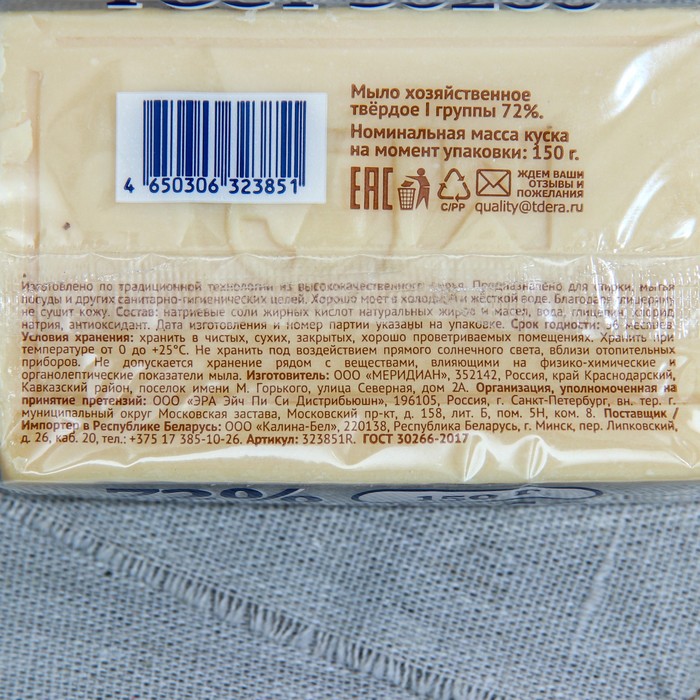 ГОСТ 30266
Мыло хозяйственное
твёрдое I группы 72%.
Номинальная масса куска
на момент упаковки: 150 г.
4 650306 323851
EAC
C/PP
ЖДЕМ ВАШИ
ОТЗЫВЫ И
ПОЖЕЛАНИЯ
quality@tdera.ru
Изготовлено по традиционной технологии из высококачественного сырья. Предназначено для стирки, мытья
посуды и других санитарно-гигиенических целей. Хорошо моет в холодной и жёсткой воде. Благодаря глицерину
не сушит кожу. Состав: натриевые соли жирных кислот натуральных жиров и масел, вода, глицерин, хлорид
натрия, антиоксидант. Дата изготовления и номер партии указаны на упаковке. Срок годности: 36 месяцев.
Условия хранения: хранить в чистых, сухих, закрытых, хорошо проветриваемых помещениях. Хранить при
температуре от 0 до +25°С. Не хранить под воздействием прямого солнечного света, вблизи отопительных
приборов. Не допускается хранение рядом с веществами, влияющими на физико-химические и
органолептические показатели мыла. Изготовитель: ООО «МЕРИДИАН», 352142, Россия, край Краснодарский,
Кавказский район, поселок имени М. Горького, улица Северная, дом 2А. Организация, уполномоченная на
принятие претензий: ООО «ЭРА Эйч Пи Си Дистрибьюшн», 196105, Россия, г. Санкт-Петербург, вн. тер. г.
муниципальный округ Московская застава, Московский пр-кт, д. 158, лит. Б, пом. 5Н, ком. 8. Поставщик /
Импортер в Республике Беларусь: ООО «Калина-Бел», 220138, Республика Беларусь, г. Минск, пер. Липковский,
д. 26, каб. 20, тел.: +375 17 385-10-26. Артикул: 323851R. ГОСТ 30266-2017
72%
150 г